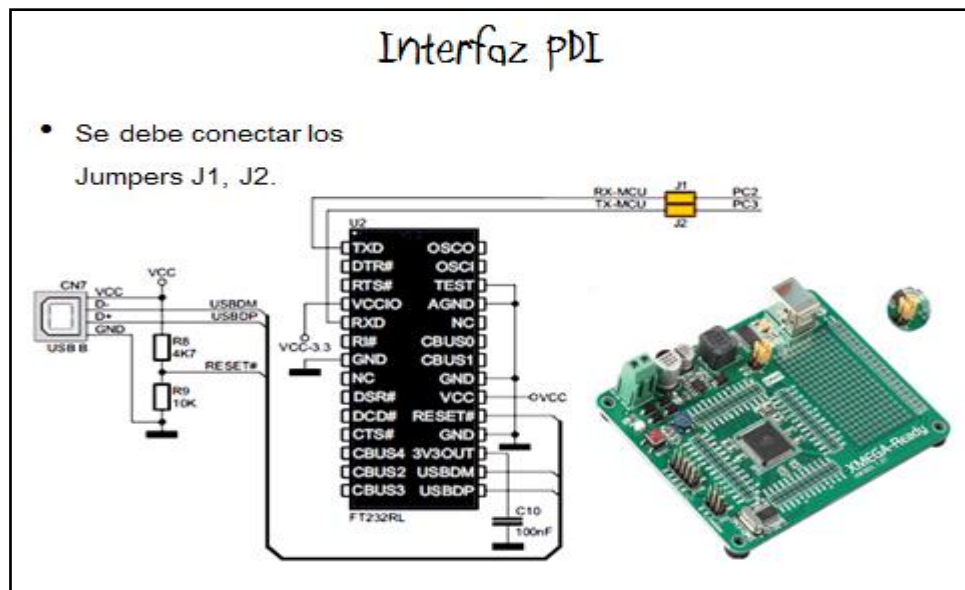 Interfaz PDI
• Se debe conectar los
Jumpers J1, J2.
RX-MCU J1 PC2
TX-MCU J2 PC3
U2
TXD OSCO
DTR# OSCI
RTS# TEST
VCCIO AGND
RXD NC
RI# CBUS0
GND CBUS1
NC GND
DSR# VCC
DCD# RESET#
CTS# GND
CBUS4 3V3OUT
CBUS2 USBDM
CBUS3 USBDP
FT232RL
VCC-3.3
VCC
CN7
VCC
D-
D+
GND
USB B
VCC
USBDM
USBDP
R8
4K7
RESET#
R9
10K
C10
100nF
XMEGA-Ready